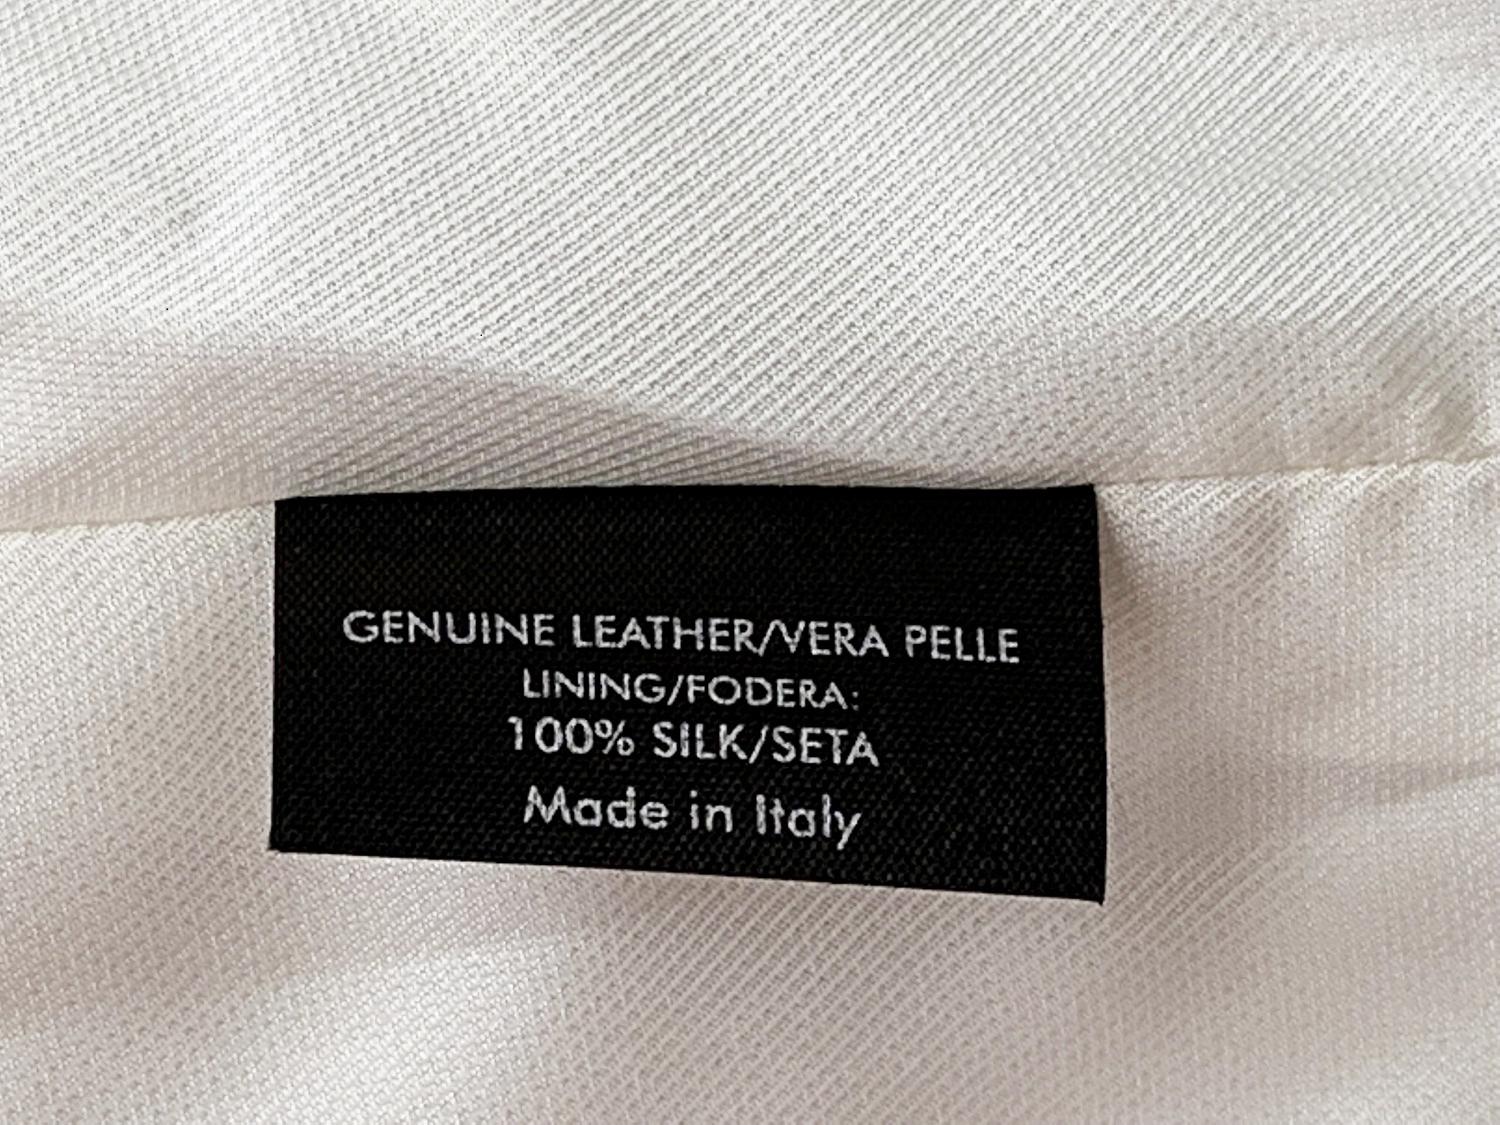 GENUINE LEATHER/VERA PELLE
LINING/FODERA:
100% SILK/SETA
Made in Italy